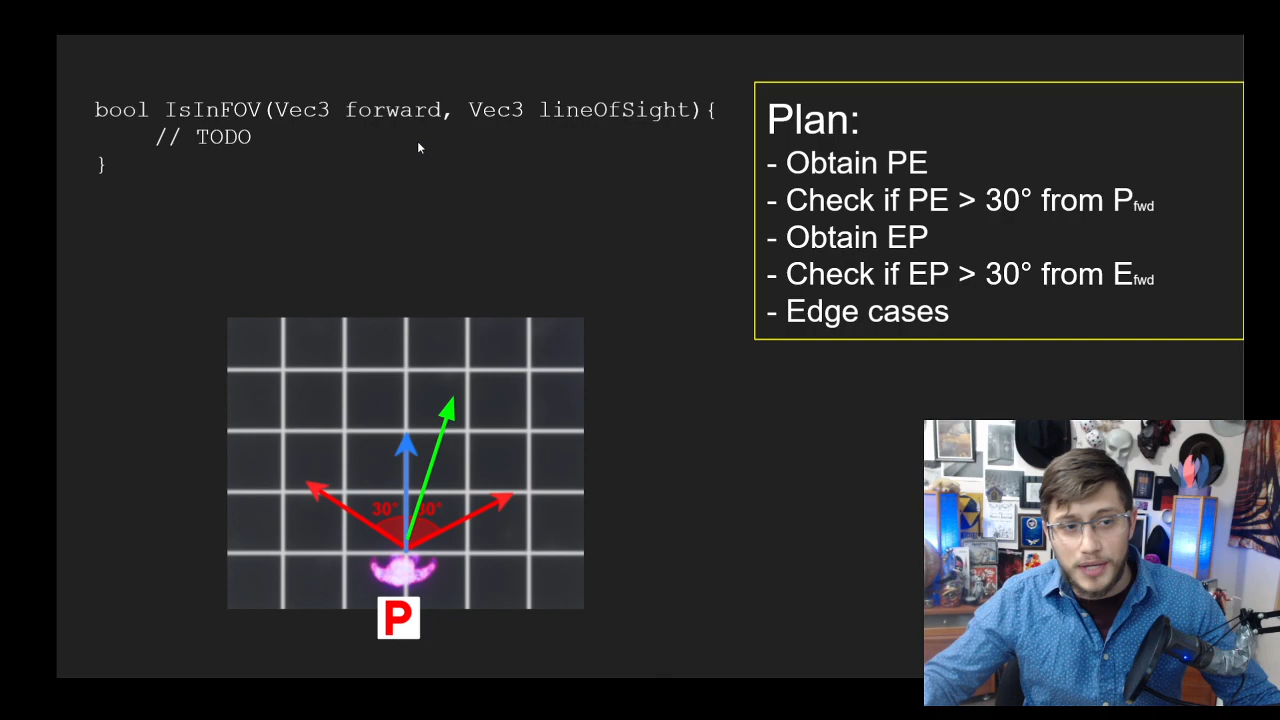 bool IsInFOV(Vec3 forward, Vec3 lineOfSight){
// TODO
}
Plan:
- Obtain PE
- Check if PE > 30° from Pfwd
- Obtain EP
- Check if EP > 30° from Efwd
- Edge cases
30° 30°
P